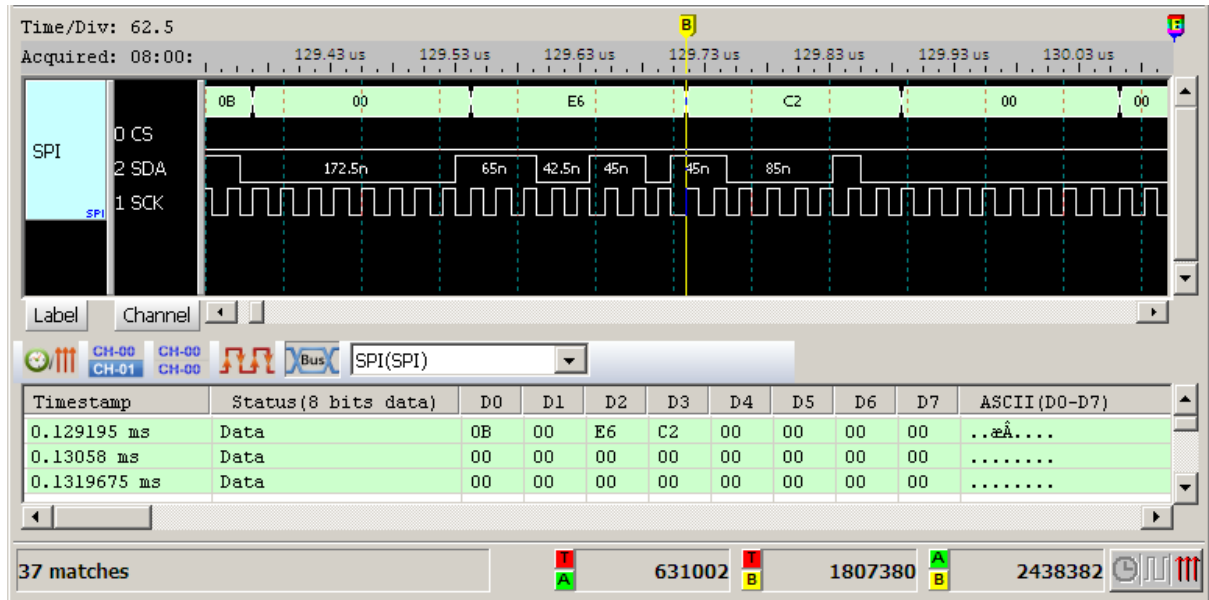 Time/Div: 62.5 B
Acquired: 08:00: 129.43 us 129.53 us 129.63 us 129.73 us 129.83 us 129.93 us 130.03 us
0B 00 E6 C2 00 00
0 CS
SPI
2 SDA 172.5n 65n 42.5n 45n 45n 85n
1 SCK
SPI
Label Channel
CH-00 CH-00
CH-01 CH-00
Bus SPI(SPI)
Timestamp Status(8 bits data) D0 D1 D2 D3 D4 D5 D6 D7 ASCII(D0-D7)
0.129195 ms Data 0B 00 E6 C2 00 00 00 00 ..æÂ....
0.13058 ms Data 00 00 00 00 00 00 00 00 ........
0.1319675 ms Data 00 00 00 00 00 00 00 00 ........
37 matches T A 631002 T B 1807380 A B 2438382